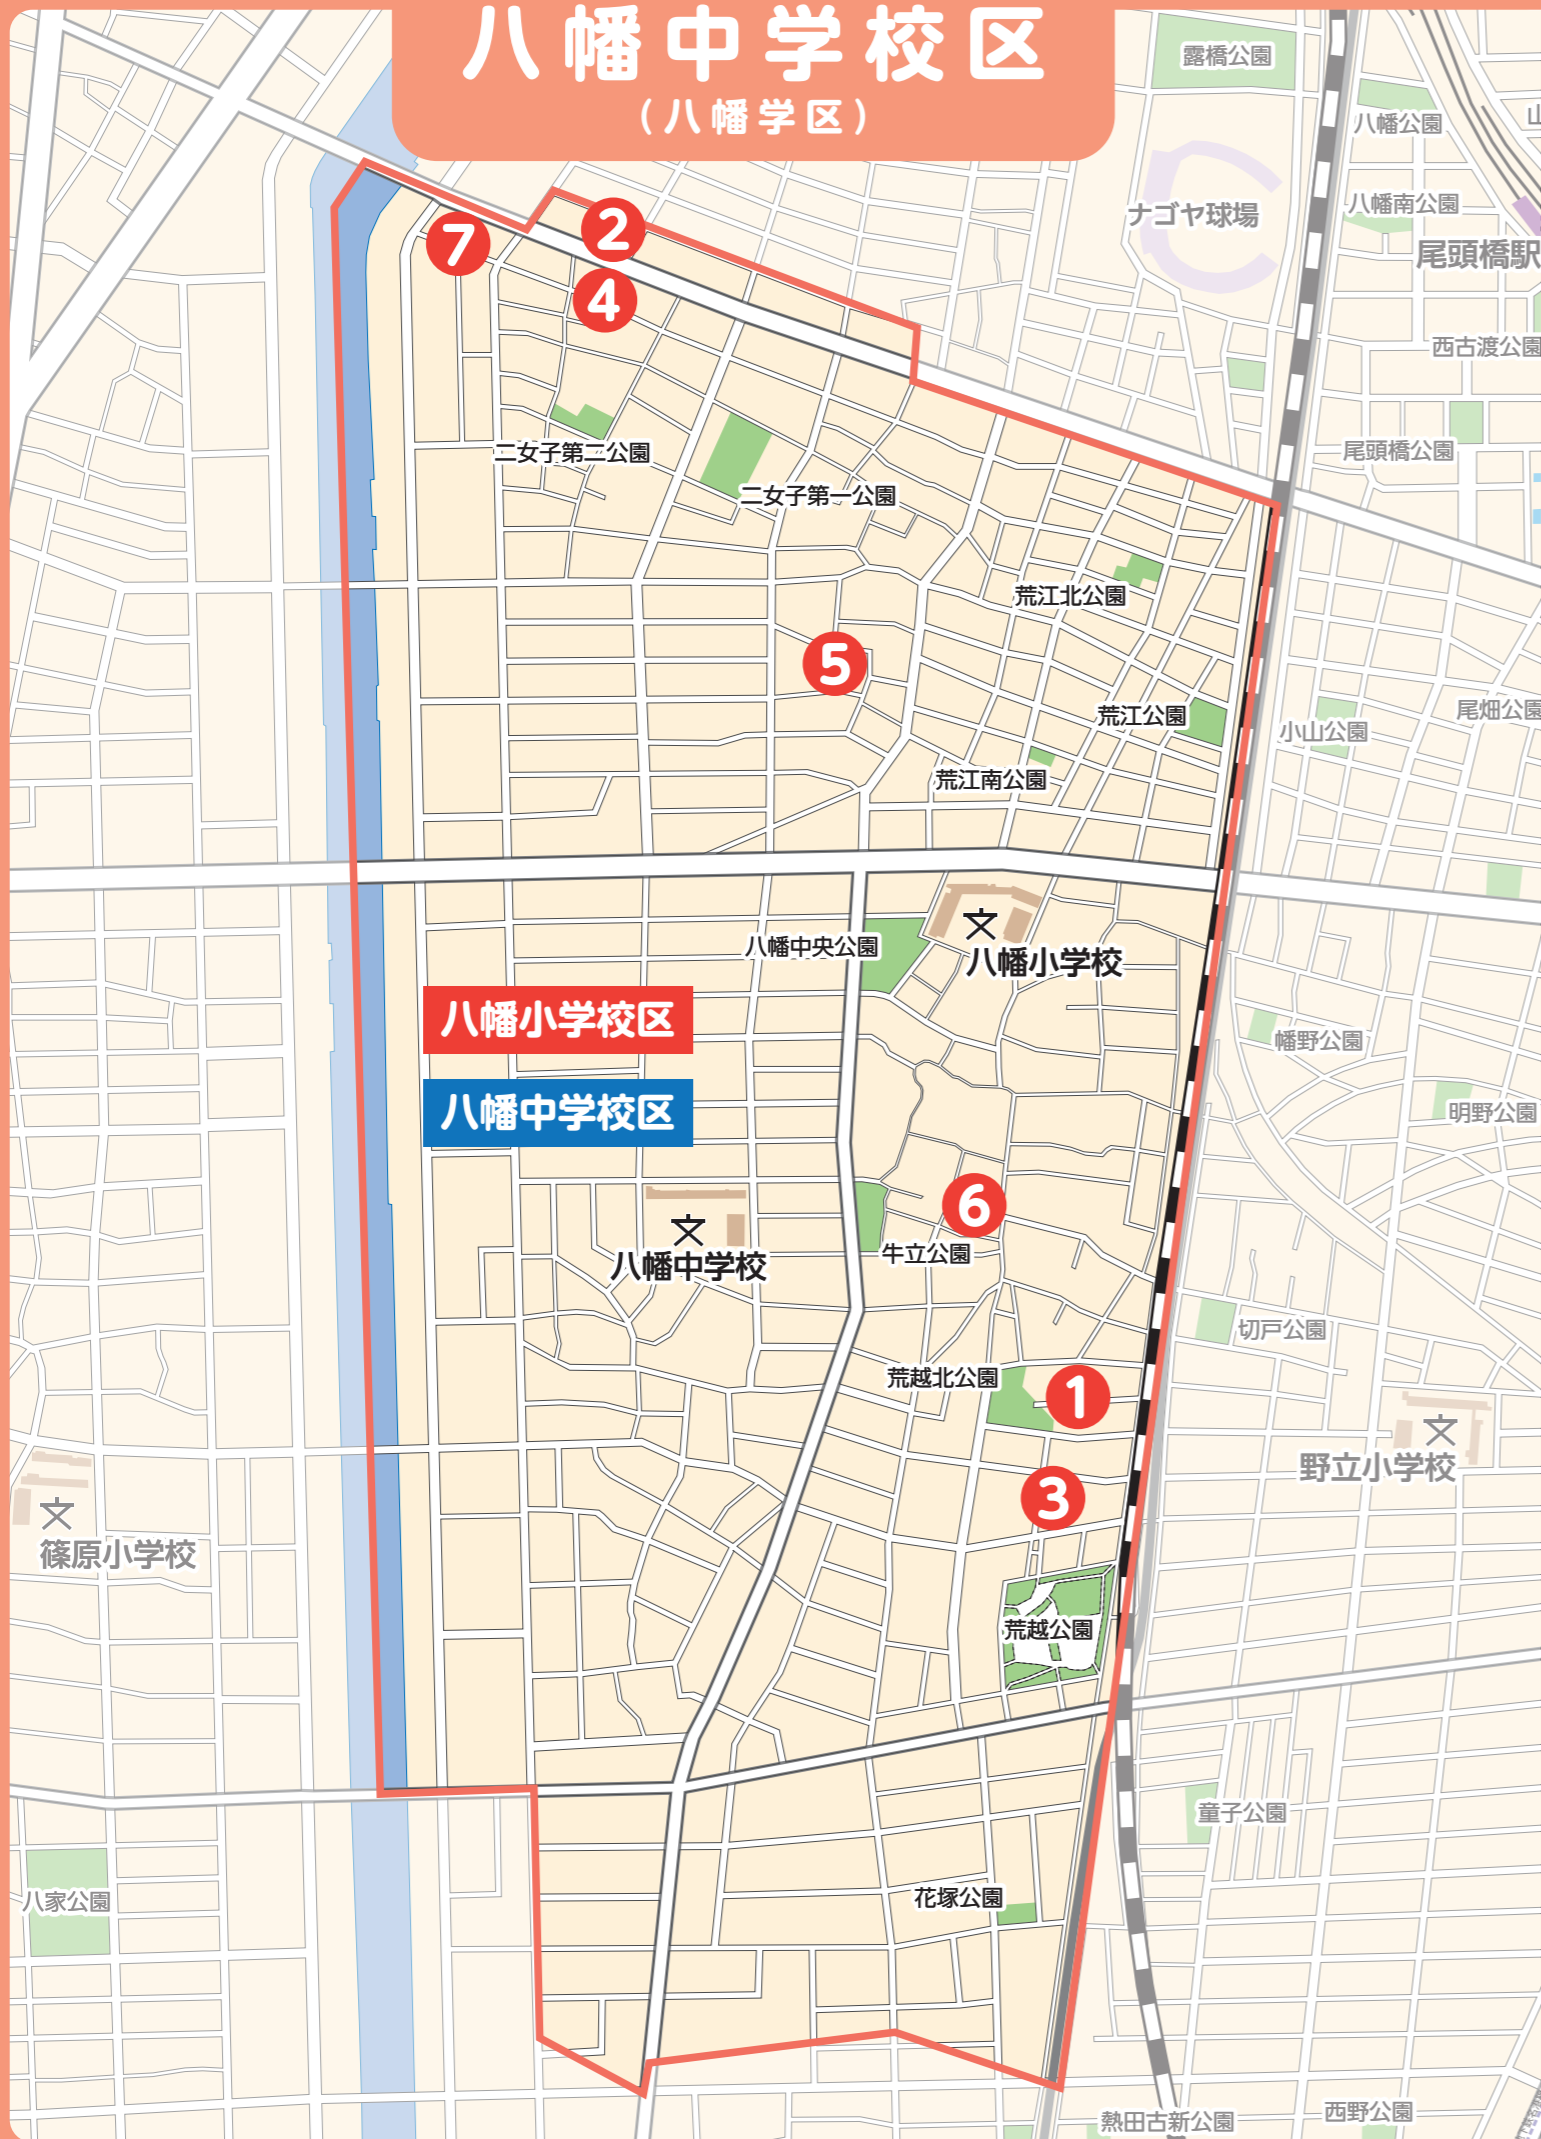 八幡中学校区
(八幡学区)
露橋公園
八幡公園
ナゴヤ球場
八幡南公園
尾頭橋駅
7
2
4
西古渡公園
尾頭橋公園
二女子第二公園
二女子第一公園
荒江北公園
5
荒江公園
小山公園
尾畑公園
荒江南公園
八幡中央公園
八幡小学校
八幡小学校区
幡野公園
八幡中学校区
明野公園
6
八幡中学校
牛立公園
切戸公園
荒越北公園
1
野立小学校
3
篠原小学校
荒越公園
童子公園
八家公園
花塚公園
熱田古新公園
西野公園